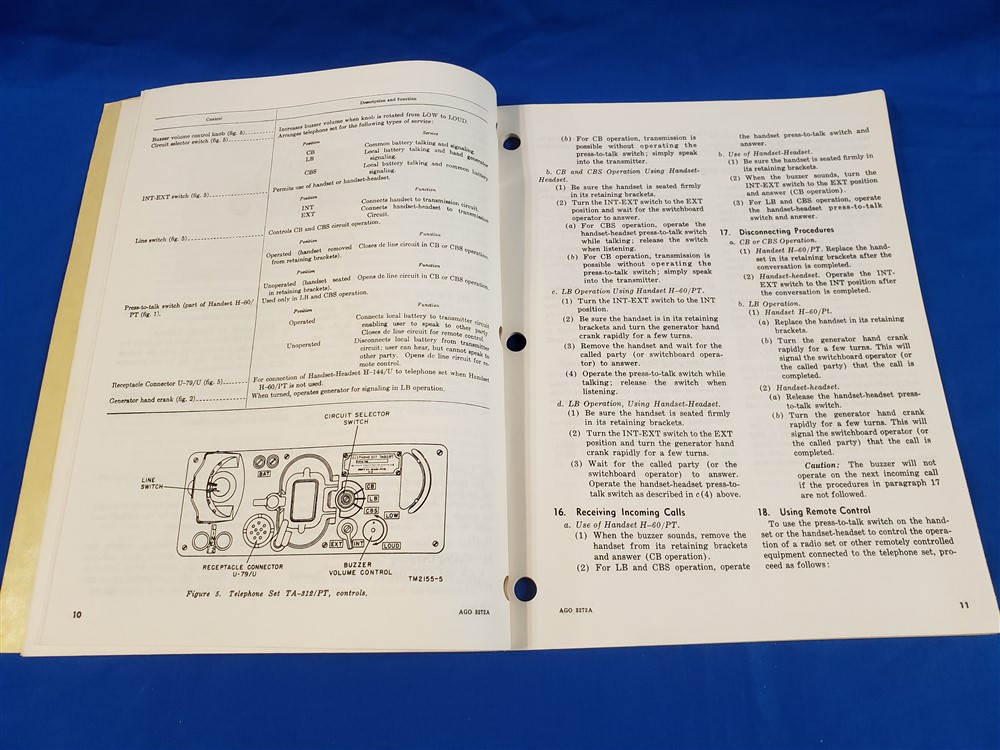 Control
Description and function
Buzzer volume control knob (fig. 5)
Increases buzzer volume when knob is rotated from LOW to LOUD.
Circuit selector switch (fig. 5)
Arranges telephone set for the following types of service:
Position
Service
CB
Common battery talking and signaling.
LB
Local battery talking and hand generator
signaling.
CBS
Local battery talking and common battery
signaling.
INT-EXT switch (fig. 5)
Permits use of handset or handset-headset.
Position
Function
INT
Connects handset to transmission circuit.
EXT
Connects handset-headset to transmission
Circuit.
Line switch (fig. 5)
Controls CB and CBS circuit operation.
Position
Function
Operated (handset removed
from retaining brackets).
Closes dc line circuit in CB or CBS operation.
Position
Function
Unoperated (handset seated
in retaining brackets).
Opens dc line circuit in CB or CBS operation.
Press-to-talk switch (part of Handset H-60/
PT (fig. 1).
Used only in LB and CBS operation.
Position
Function
Operated
Connects local battery to transmitter circuit
enabling user to speak to other party.
Closes dc line circuit for remote control.
Unoperated
Disconnects local battery from transmitter
circuit; user can hear, but cannot speak to
other party. Opens dc line circuit for re-
mote control.
Receptacle Connector U-79/U (fig. 5)
For connection of Handset-Headset H-144/U to telephone set when Handset
H-60/PT is not used.
Generator hand crank (fig. 2)
When turned, operates generator for signaling in LB operation.
CIRCUIT SELECTOR
SWITCH
LINE
SWITCH
BAT
CB
LB
CBS
LOW
EXT
INT
LOUD
RECEPTACLE CONNECTOR
U-79/U
BUZZER
VOLUME CONTROL
TM2155-5
Figure 5. Telephone Set TA-312/PT, controls.
10
AGO 3272A
(b) For CB operation, transmission is
possible without operating the
press-to-talk switch; simply speak
into the transmitter.
b. CB and CBS Operation Using Handset-
Headset.
(1) Be sure the handset is seated firmly
in its retaining brackets.
(2) Turn the INT-EXT switch to the EXT
position and wait for the switchboard
operator to answer.
(a) For CBS operation, operate the
handset-headset press-to-talk switch
while talking; release the switch
when listening.
(b) For CB operation, transmission is
possible without operating the
press-to-talk switch; simply speak
into the transmitter.
c. LB Operation Using Handset H-60/PT.
(1) Turn the INT-EXT switch to the INT
position.
(2) Be sure the handset is in its retaining
brackets and turn the generator hand
crank rapidly for a few turns.
(3) Remove the handset and wait for the
called party (or switchboard opera-
tor) to answer.
(4) Operate the press-to-talk switch while
talking; release the switch when
listening.
d. LB Operation, Using Handset-Headset.
(1) Be sure the handset is seated firmly
in its retaining brackets.
(2) Turn the INT-EXT switch to the EXT
position and turn the generator hand
crank rapidly for a few turns.
(3) Wait for the called party (or the
switchboard operator) to answer.
Operate the handset-headset press-to-
talk switch as described in c(4) above.
16. Receiving Incoming Calls
a. Use of Handset H-60/PT.
(1) When the buzzer sounds, remove the
handset from its retaining brackets
and answer (CB operation).
(2) For LB and CBS operation, operate
the handset press-to-talk switch and
answer.
b. Use of Handset-Headset.
(1) Be sure the handset is seated firmly in
its retaining brackets
(2) When the buzzer sounds, turn the
INT-EXT switch to the EXT position
and answer (CB operation).
(3) For LB and CBS operation, operate
the handset-headset press-to-talk
switch and answer.
17. Disconnecting Procedures
a. CB or CBS Operation.
(1) Handset H-60/PT. Replace the hand-
set in its retaining brackets after the
conversation is completed.
(2) Handset-headset. Operate the INT-
EXT switch to the INT position after
the conversation is completed.
b. LB Operation.
(1) Handset H-60/Pt.
(a) Replace the handset in its retaining
brackets.
(b) Turn the generator hand crank
rapidly for a few turns. This will
signal the switchboard operator (or
the called party) that the call is
completed.
(2) Handset-headset.
(a) Release the handset-headset press-
to-talk switch.
(b) Turn the generator hand crank
rapidly for a few turns. This will
signal the switchboard operator (or
the called party) that the call is
completed.
Caution: The buzzer will not
operate on the next incoming call
if the procedures in paragraph 17
are not followed.
18. Using Remote Control
To use the press-to-talk switch on the hand-
set or the handset-headset to control the opera-
tion of a radio set or other remotely controlled
equipment connected to the telephone set, pro-
ceed as follows:
AGO 3272A
11